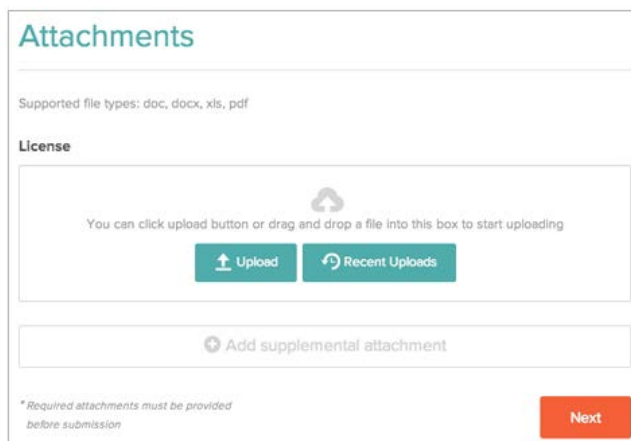 Attachments
Supported file types: doc, docx, xls, pdf
License
You can click upload button or drag and drop a file into this box to start uploading
Upload
Recent Uploads
Add supplemental attachment
* Required attachments must be provided
before submission
Next